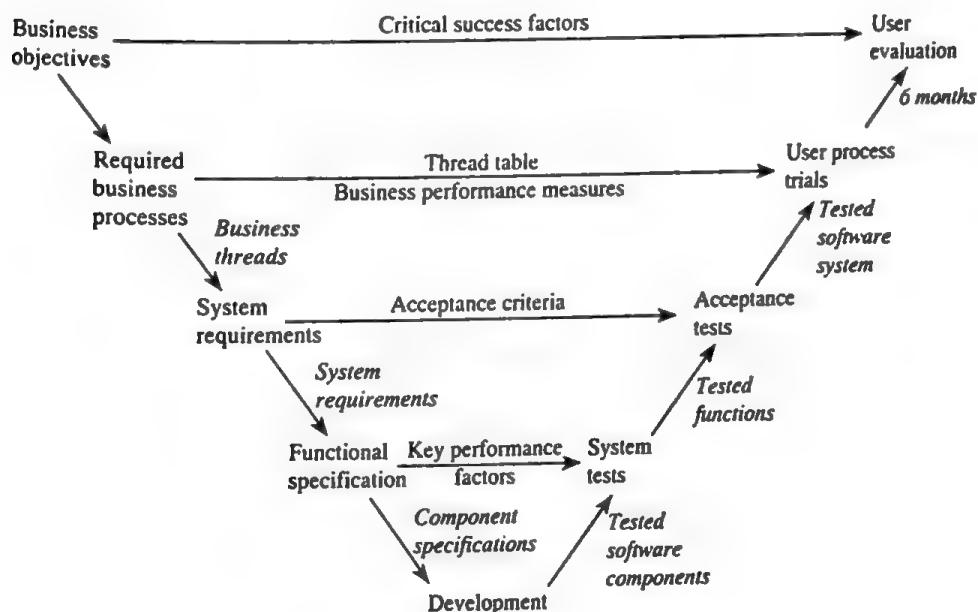 Business
objectives
Critical success factors
User
evaluation
6 months
Required
business
processes
Thread table
Business performance measures
User process
trials
Business
threads
Tested
software
system
System
requirements
Acceptance criteria
Acceptance
tests
System
requirements
Tested
functions
Functional
specification
Key performance
factors
System
tests
Component
specifications
Tested
software
components
Development